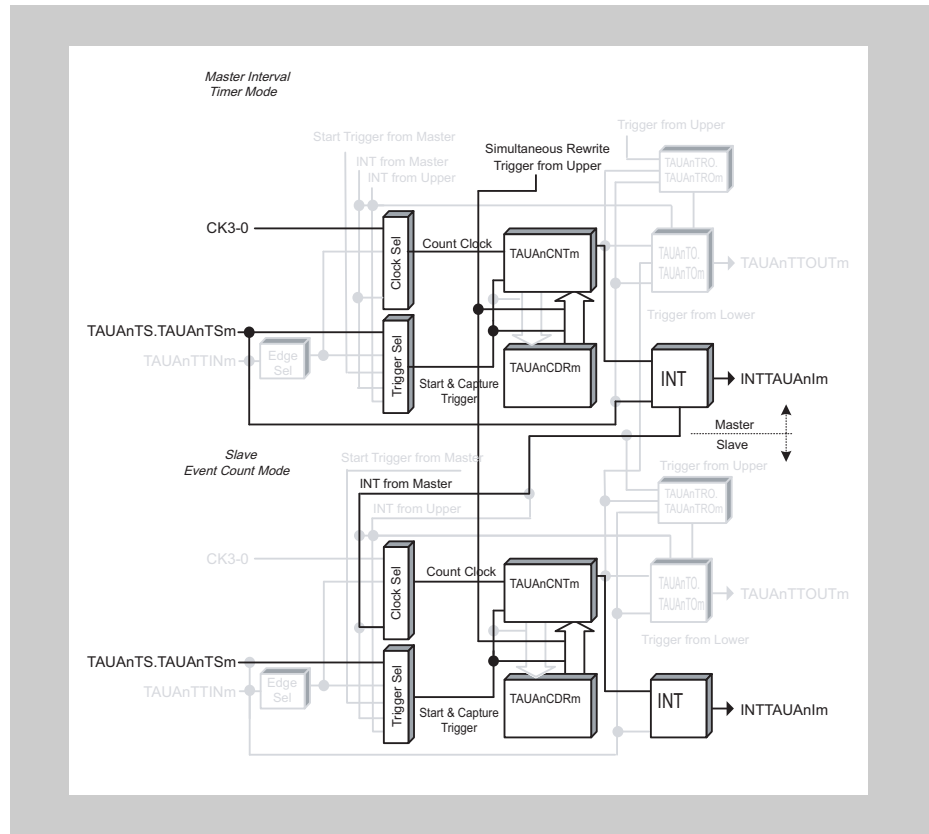 Master Interval
Timer Mode
Trigger from Upper
Start Trigger from Master
Simultaneous Rewrite
Trigger from Upper
INT from Master
INT from Upper
TAUAnTRO.
TAUAnTROm
CK3-0
Clock Sel
Count Clock
TAUAnCNTm
TAUAnTO.
TAUAnTOm
TAUAnTTOUTm
Trigger from Lower
TAUAnTS.TAUAnTSm
TAUAnTTINm
Edge
Sel
Trigger Sel
Start & Capture
Trigger
TAUAnCDRm
INT
INTTAUAnIm
Master
Slave
Slave
Event Count Mode
Start Trigger from Master
Trigger from Upper
INT from Master
INT from Upper
TAUAnTRO.
TAUAnTROm
CK3-0
Clock Sel
Count Clock
TAUAnCNTm
TAUAnTO.
TAUAnTOm
TAUAnTTOUTm
Trigger from Lower
TAUAnTS.TAUAnTSm
TAUAnTTINm
Edge
Sel
Trigger Sel
Start & Capture
Trigger
TAUAnCDRm
INT
INTTAUAnIm